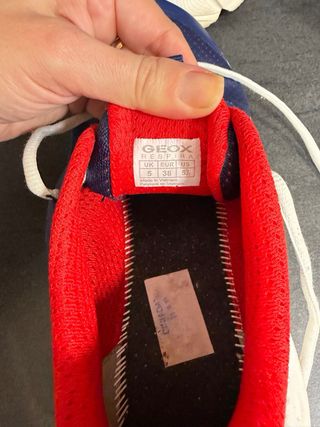 GEOX
RESPIRA
UK EUR US
5 38 5½
Made in Vietnam